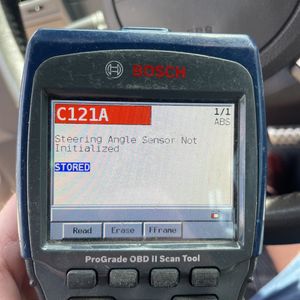 BOSCH
C121A
1/1
ABS
Steering Angle Sensor Not
Initialized
STORED
Read Erase FFrame
ProGrade OBD II Scan Tool